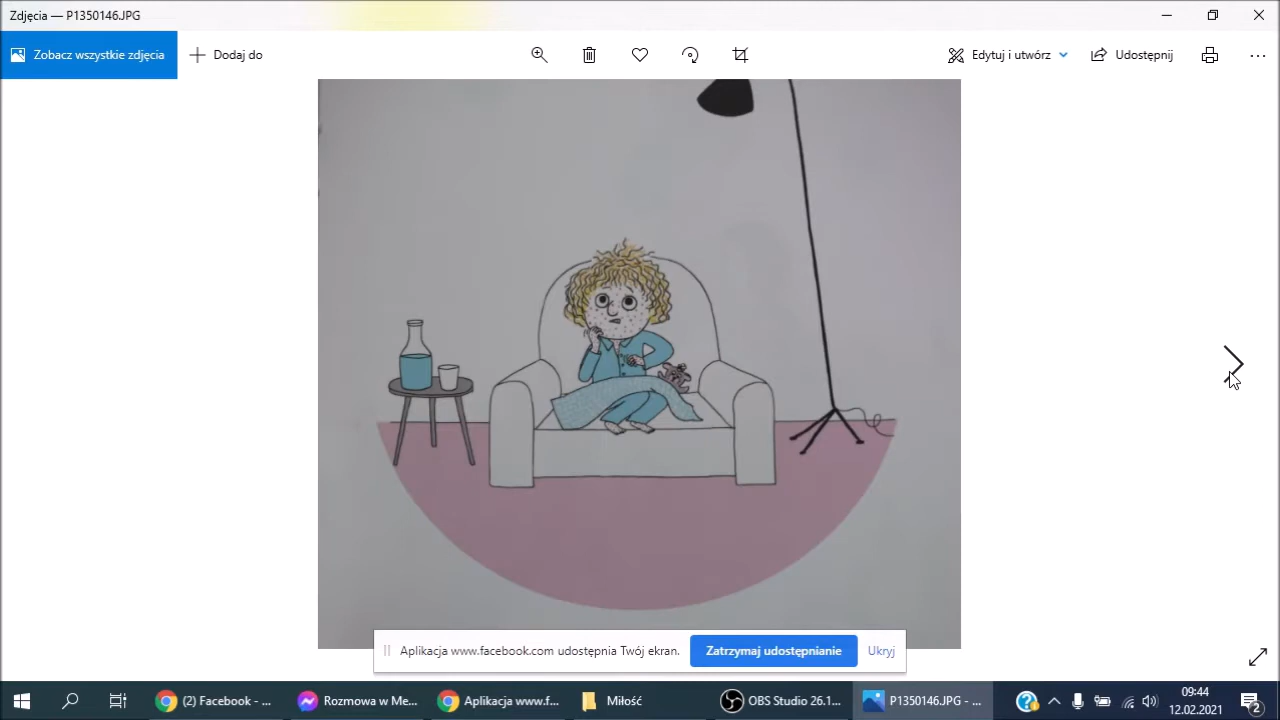 Zdjęcia — P1350146.JPG
Zobacz wszystkie zdjęcia
Dodaj do
Edytuj i utwórz
Udostępnij
Aplikacja www.facebook.com udostępnia Twój ekran.
Zatrzymaj udostępnianie
Ukryj
(2) Facebook - ...
Rozmowa w Me...
Aplikacja www.f...
Miłość
OBS Studio 26.1...
P1350146.JPG - ...
09:44
12.02.2021
2